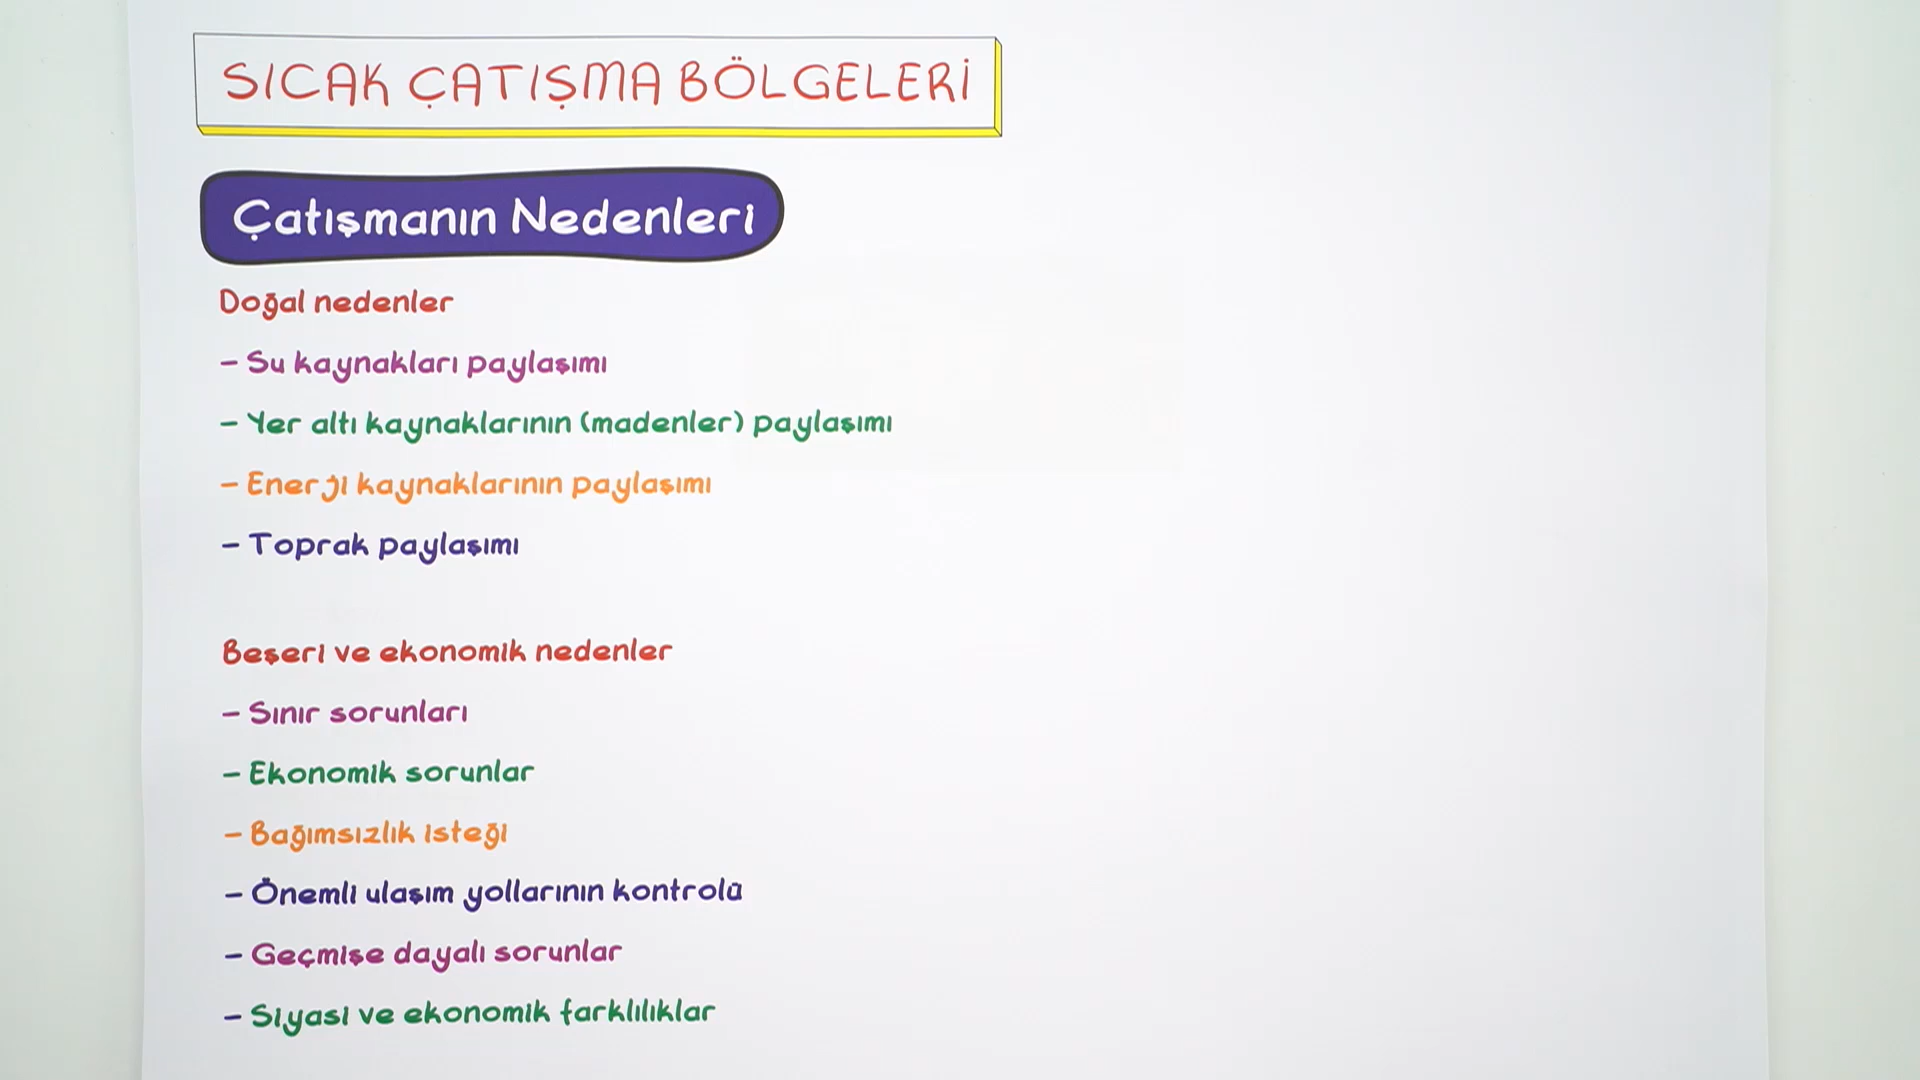 SICAK ÇATIŞMA BÖLGELERİ
Çatışmanın Nedenleri
Doğal nedenler
- Su kaynakları paylaşımı
- Yer altı kaynaklarının (madenler) paylaşımı
- Enerji kaynaklarının paylaşımı
- Toprak paylaşımı
Beşeri ve ekonomik nedenler
- Sınır sorunları
- Ekonomik sorunlar
- Bağımsızlık isteği
- Önemli ulaşım yollarının kontrolü
- Geçmişe dayalı sorunlar
- Siyasi ve ekonomik farklılıklar